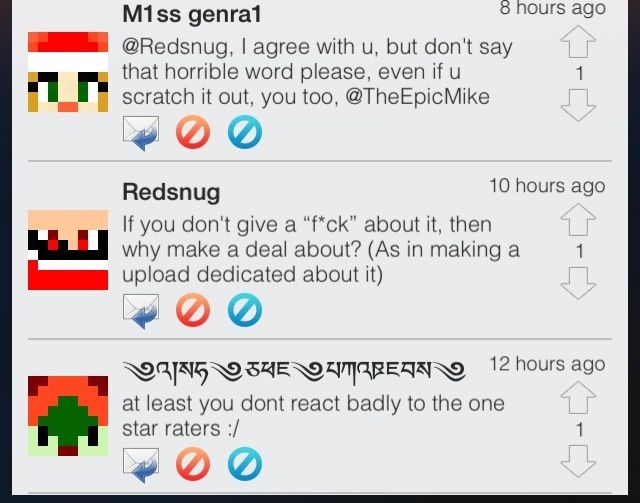 M1ss genra1
8 hours ago
@Redsnug, I agree with u, but don't say
that horrible word please, even if u
scratch it out, you too, @TheEpicMike
1
Redsnug
10 hours ago
If you don't give a “f*ck” about it, then
why make a deal about? (As in making a
upload dedicated about it)
1
12 hours ago
at least you dont react badly to the one
star raters :/
1